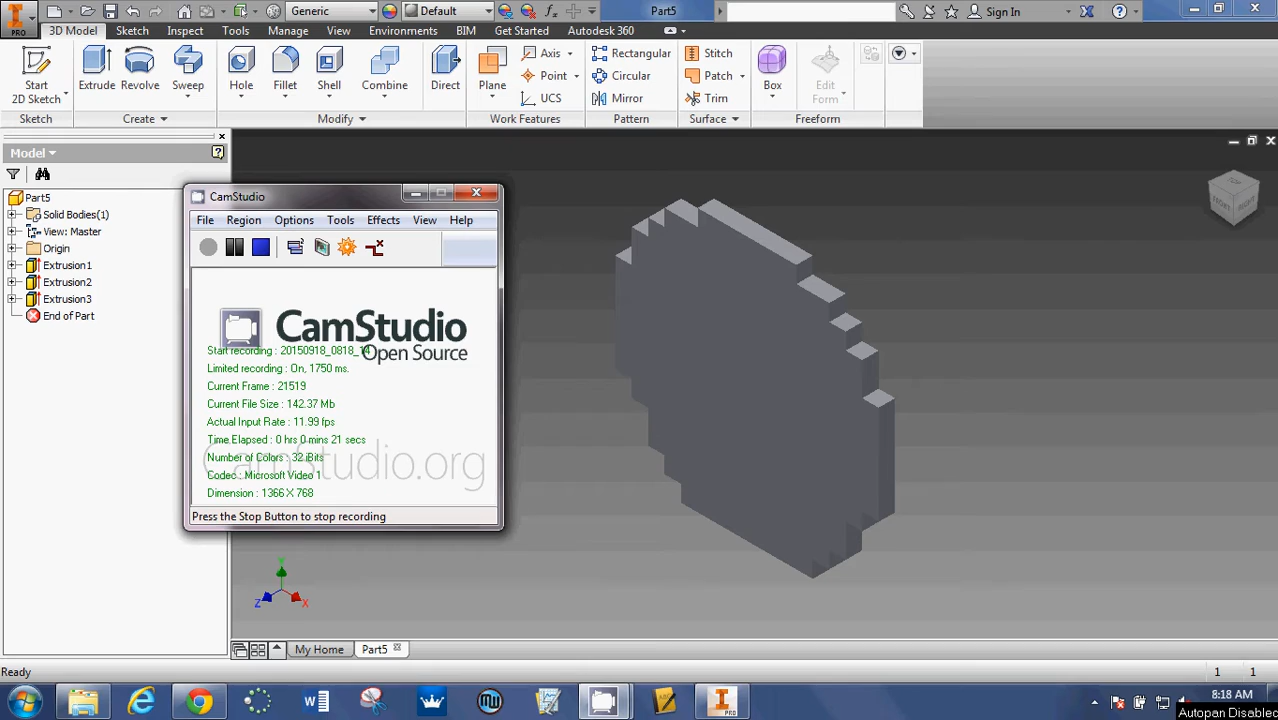 Generic
Default
Part5
Sign In
PRO
3D Model
Sketch
Inspect
Tools
Manage
View
Environments
BIM
Get Started
Autodesk 360
Start
2D Sketch
Extrude
Revolve
Sweep
Hole
Fillet
Shell
Combine
Direct
Plane
Axis
Point
UCS
Rectangular
Circular
Mirror
Stitch
Patch
Trim
Box
Edit
Form
Sketch
Create
Modify
Work Features
Pattern
Surface
Freeform
Model
Part5
Solid Bodies(1)
View: Master
Origin
Extrusion1
Extrusion2
Extrusion3
End of Part
CamStudio
File Region Options Tools Effects View Help
CamStudio
Open Source
Start recording : 20150918_0818_14
Limited recording : On, 1750 ms.
Current Frame : 21519
Current File Size : 142.37 Mb
Actual Input Rate : 11.99 fps
Time Elapsed : 0 hrs 0 mins 21 secs
Number of Colors : 32 iBits
Codec : Microsoft Video 1
Dimension : 1366 X 768
CamStudio.org
Press the Stop Button to stop recording
Y
Z
X
My Home
Part5
Ready
1 1
8:18 AM
Autopan Disabled